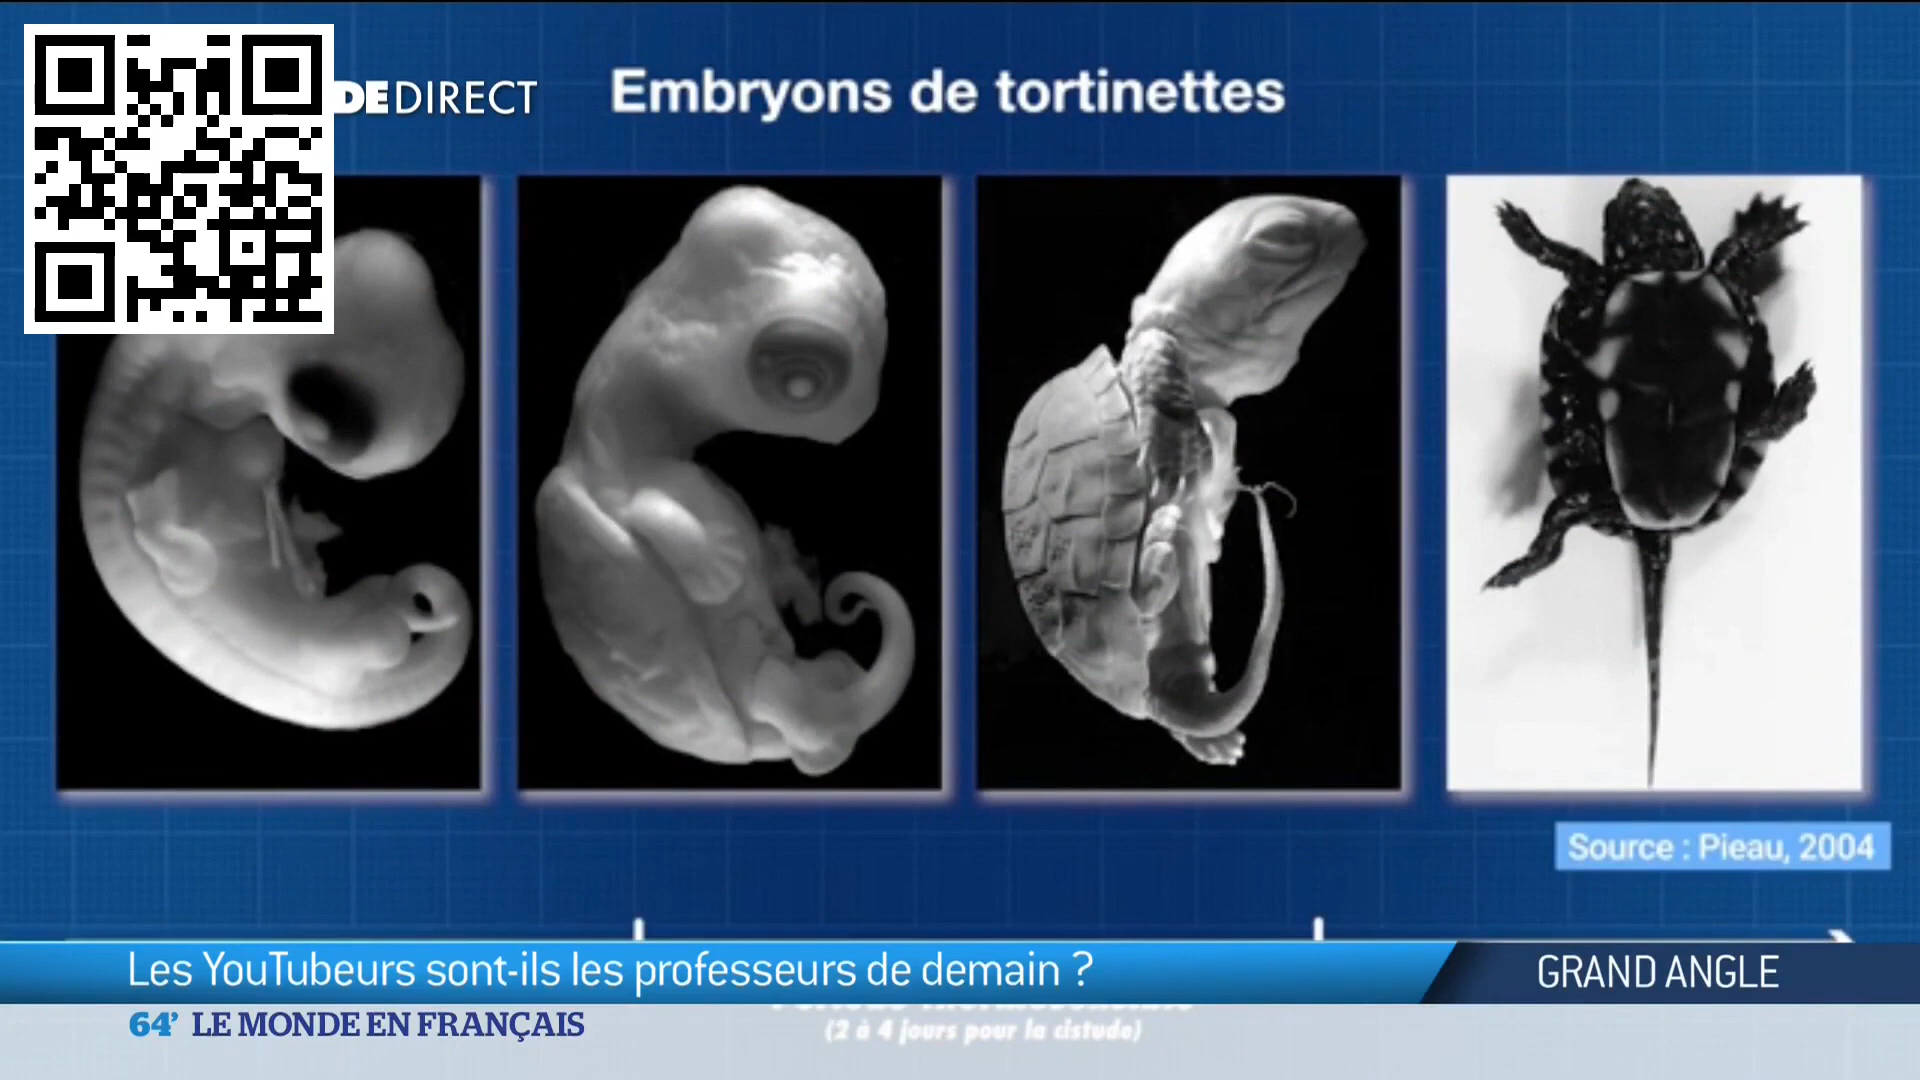 DEDIRECT
Embryons de tortinettes
Source : Pieau, 2004
Les YouTubeurs sont-ils les professeurs de demain ?
GRAND ANGLE
64' LE MONDE EN FRANÇAIS
(2 à 4 jours pour la cistude)